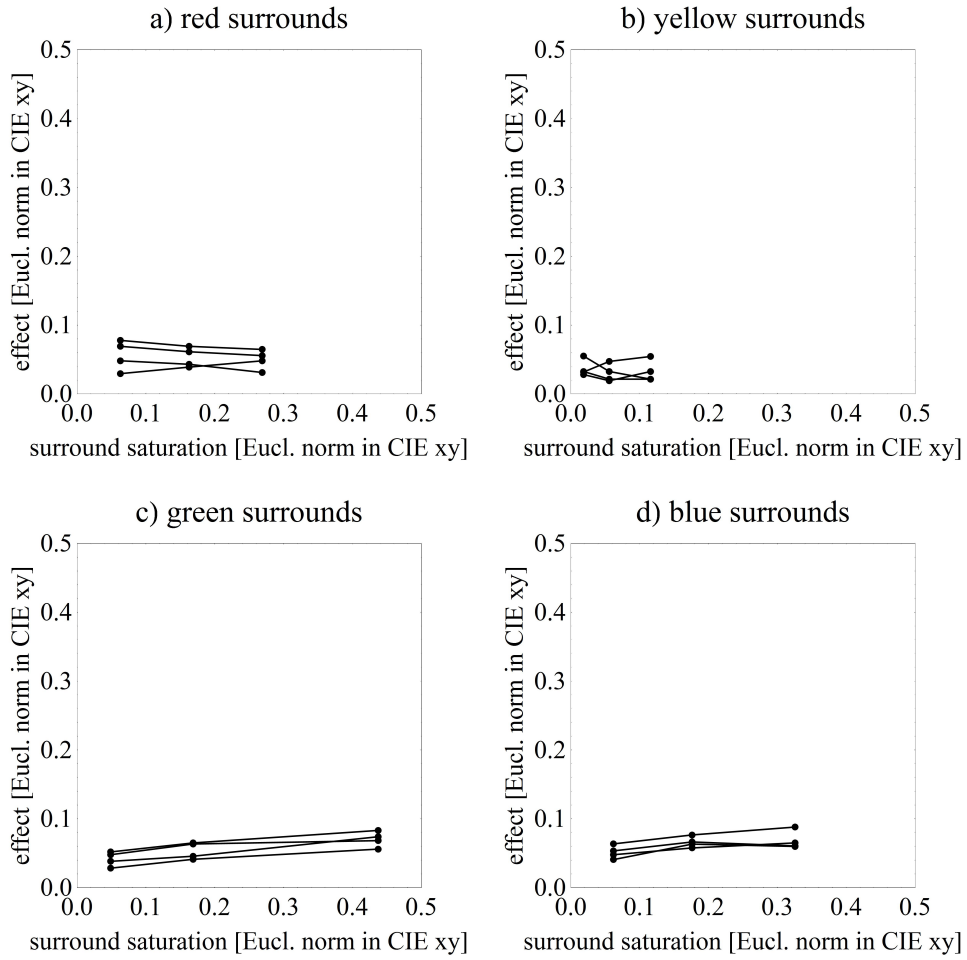 a) red surrounds
0.5
0.4
0.3
0.2
0.1
0.0
effect [Eucl. norm in CIE xy]
0.0 0.1 0.2 0.3 0.4 0.5
surround saturation [Eucl. norm in CIE xy]
b) yellow surrounds
0.5
0.4
0.3
0.2
0.1
0.0
effect [Eucl. norm in CIE xy]
0.0 0.1 0.2 0.3 0.4 0.5
surround saturation [Eucl. norm in CIE xy]
c) green surrounds
0.5
0.4
0.3
0.2
0.1
0.0
effect [Eucl. norm in CIE xy]
0.0 0.1 0.2 0.3 0.4 0.5
surround saturation [Eucl. norm in CIE xy]
d) blue surrounds
0.5
0.4
0.3
0.2
0.1
0.0
effect [Eucl. norm in CIE xy]
0.0 0.1 0.2 0.3 0.4 0.5
surround saturation [Eucl. norm in CIE xy]